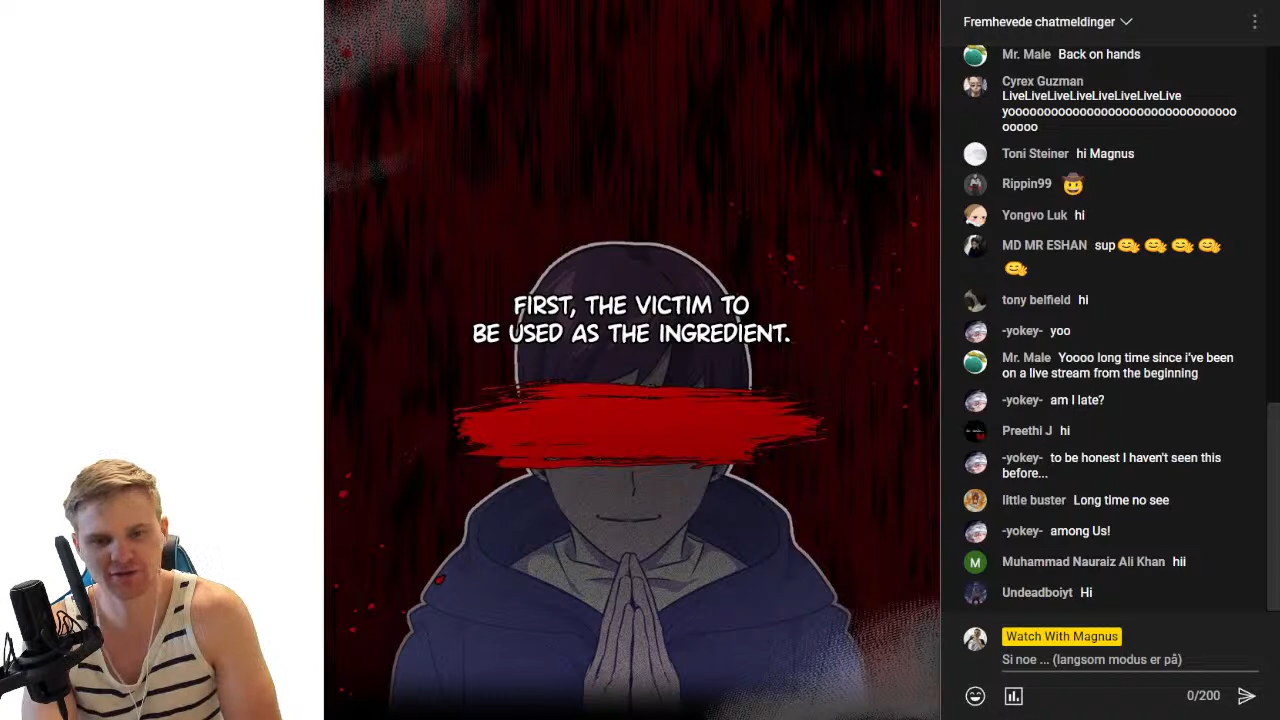 FIRST, THE VICTIM TO
BE USED AS THE INGREDIENT.
Fremhevede chatmeldinger
Mr. Male Back on hands
Cyrex Guzman
LiveLiveLiveLiveLiveLiveLiveLive
yooooooooooooooooooooooooooooooooo
ooooo
Toni Steiner hi Magnus
Rippin99 🤠
Yongvo Luk hi
MD MR ESHAN sup
tony belfield hi
-yokey- yoo
Mr. Male Yoooo long time since i've been
on a live stream from the beginning
-yokey- am I late?
Preethi J hi
-yokey- to be honest I haven't seen this
before...
little buster Long time no see
-yokey- among Us!
M
Muhammad Nauraiz Ali Khan hii
Undeadboiyt Hi
Watch With Magnus
Si noe ... (langsom modus er på)
0/200